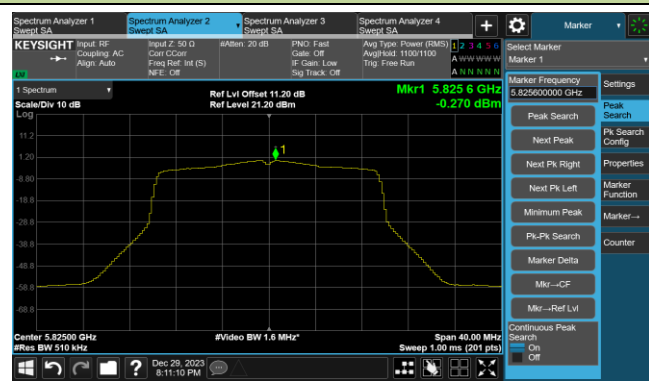 Spectrum Analyzer 1
Swept SA
Spectrum Analyzer 2
Swept SA
Spectrum Analyzer 3
Swept SA
Spectrum Analyzer 4
Swept SA
+
Marker
KEYSIGHT
Input: RF
Coupling: AC
Align: Auto
Input Z: 50 Ω
Corr CCorr
Freq Ref: Int (S)
NFE: Off
#Atten: 20 dB
PNO: Fast
Gate: Off
IF Gain: Low
Sig Track: Off
Avg Type: Power (RMS)
Avg|Hold: 1100/1100
Trig: Free Run
1 2 3 4 5 6
A W W W W W
A N N N N N
LVI
Select Marker
Marker 1
1 Spectrum
Scale/Div 10 dB
Log
Ref Lvl Offset 11.20 dB
Ref Level 21.20 dBm
Mkr1 5.825 6 GHz
-0.270 dBm
11.2
1.20
-8.80
-18.8
-28.8
-38.8
-48.8
-58.8
-68.8
1
Center 5.82500 GHz
#Res BW 510 kHz
#Video BW 1.6 MHz*
Span 40.00 MHz
Sweep 1.00 ms (201 pts)
Marker Frequency
5.825600000 GHz
Peak Search
Next Peak
Next Pk Right
Next Pk Left
Minimum Peak
Pk-Pk Search
Marker Delta
Mkr→CF
Mkr→Ref Lvl
Continuous Peak
Search
On
Off
Settings
Peak
Search
Pk Search
Config
Properties
Marker
Function
Marker→
Counter
?
Dec 29, 2023
8:11:10 PM